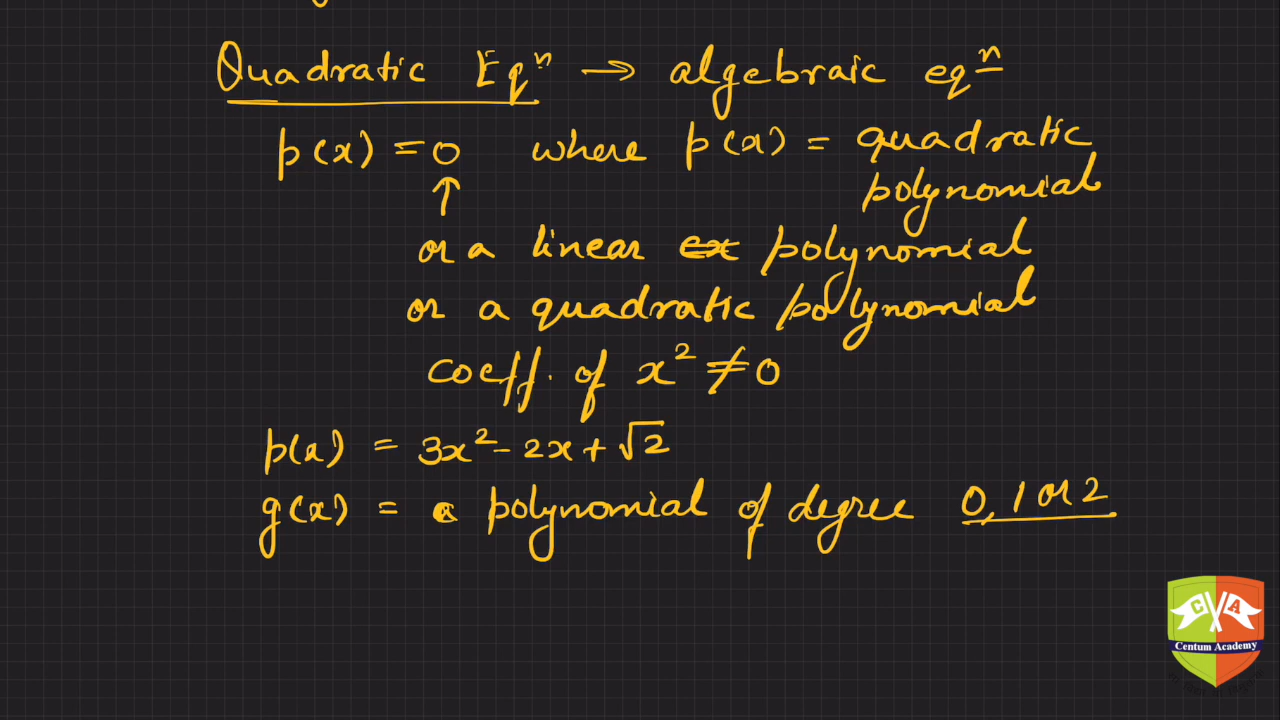 Quadratic Eqⁿ → algebraic eqⁿ
p(x) = 0 where p(x) = quadratic
polynomial
↑
or a linear ~~ex~~ polynomial
or a quadratic polynomial
coeff. of x² ≠ 0
p(x) = 3x² - 2x + √2
g(x) = a polynomial of degree 0, 1 or 2
C A
Centum Academy